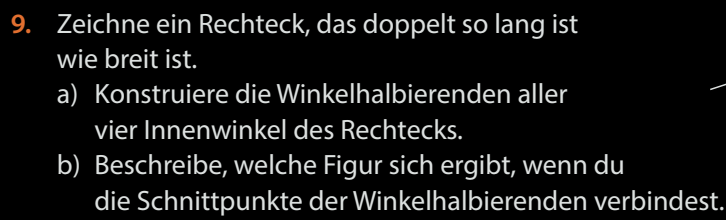 9. Zeichne ein Rechteck, das doppelt so lang ist
wie breit ist.
a) Konstruiere die Winkelhalbierenden aller
vier Innenwinkel des Rechtecks.
b) Beschreibe, welche Figur sich ergibt, wenn du
die Schnittpunkte der Winkelhalbierenden verbindest.